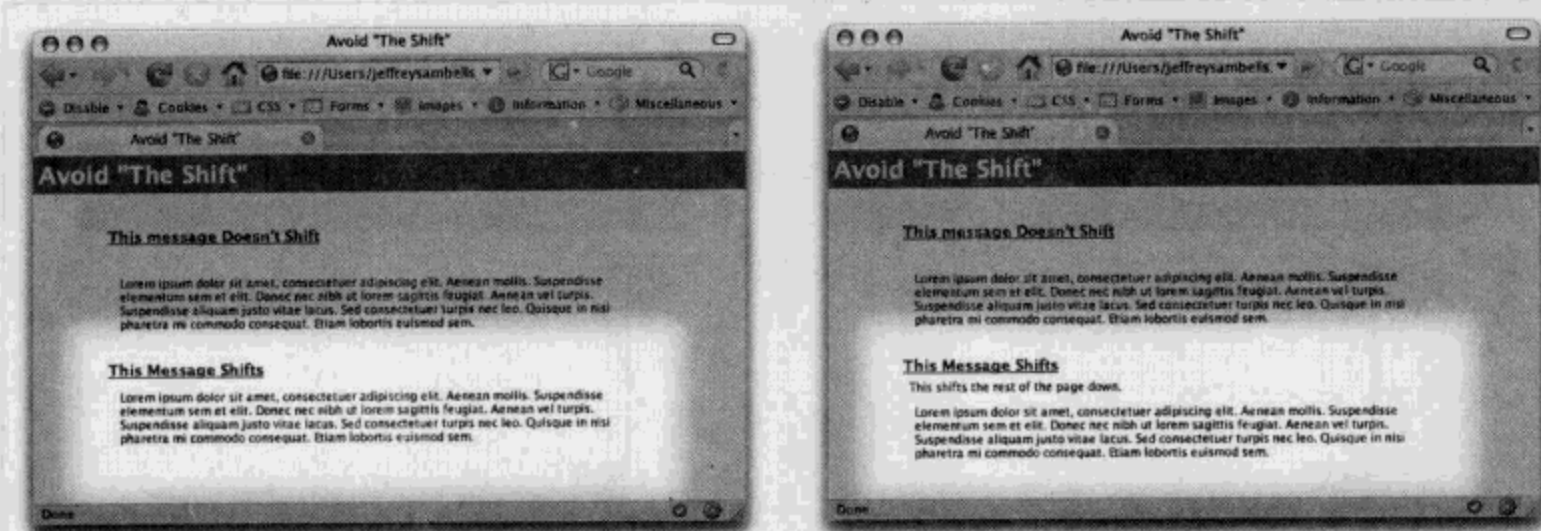 Avoid "The Shift"
file:///Users/jeffreysambells
Google
Disable
Cookies
CSS
Forms
Images
Information
Miscellaneous
Avoid "The Shift"
Avoid "The Shift"
This message Doesn't Shift
Lorem ipsum dolor sit amet, consectetuer adipiscing elit. Aenean mollis. Suspendisse
elementum sem et elit. Donec nec nibh ut lorem sagittis feugiat. Aenean vel turpis.
Suspendisse aliquam justo vitae lacus. Sed consectetuer turpis nec leo. Quisque in nisi
pharetra mi commodo consequat. Etiam lobortis euismod sem.
This Message Shifts
Lorem ipsum dolor sit amet, consectetuer adipiscing elit. Aenean mollis. Suspendisse
elementum sem et elit. Donec nec nibh ut lorem sagittis feugiat. Aenean vel turpis.
Suspendisse aliquam justo vitae lacus. Sed consectetuer turpis nec leo. Quisque in nisi
pharetra mi commodo consequat. Etiam lobortis euismod sem.
Done
Avoid "The Shift"
file:///Users/jeffreysambells.
Google
Disable
Cookies
CSS
Forms
Images
Information
Miscellaneous
Avoid "The Shift"
Avoid "The Shift"
This message Doesn't Shift
Lorem ipsum dolor sit amet, consectetuer adipiscing elit. Aenean mollis. Suspendisse
elementum sem et elit. Donec nec nibh ut lorem sagittis feugiat. Aenean vel turpis.
Suspendisse aliquam justo vitae lacus. Sed consectetuer turpis nec leo. Quisque in nisi
pharetra mi commodo consequat. Etiam lobortis euismod sem.
This Message Shifts
This shifts the rest of the page down.
Lorem ipsum dolor sit amet, consectetuer adipiscing elit. Aenean mollis. Suspendisse
elementum sem et elit. Donec nec nibh ut lorem sagittis feugiat. Aenean vel turpis.
Suspendisse aliquam justo vitae lacus. Sed consectetuer turpis nec leo. Quisque in nisi
pharetra mi commodo consequat. Etiam lobortis euismod sem.
Done